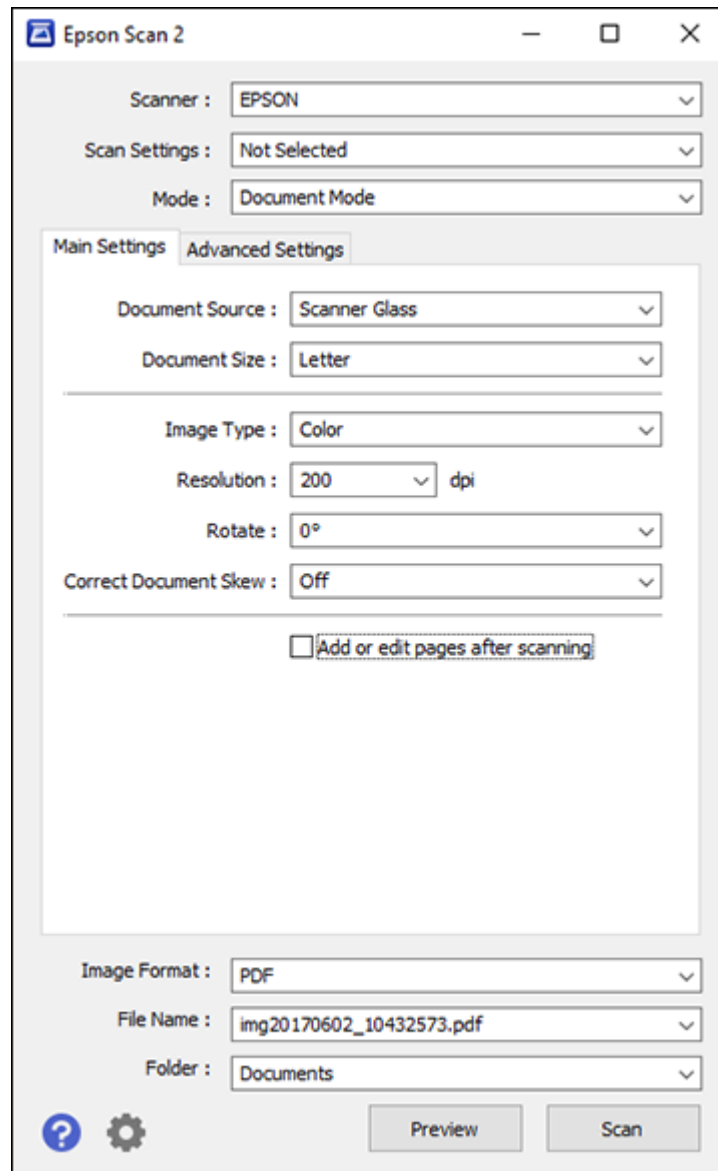 Epson Scan 2
Scanner : EPSON
Scan Settings : Not Selected
Mode : Document Mode
Main Settings Advanced Settings
Document Source : Scanner Glass
Document Size : Letter
Image Type : Color
Resolution : 200 dpi
Rotate : 0°
Correct Document Skew : Off
Add or edit pages after scanning
Image Format : PDF
File Name : img20170602_10432573.pdf
Folder : Documents
? Preview Scan